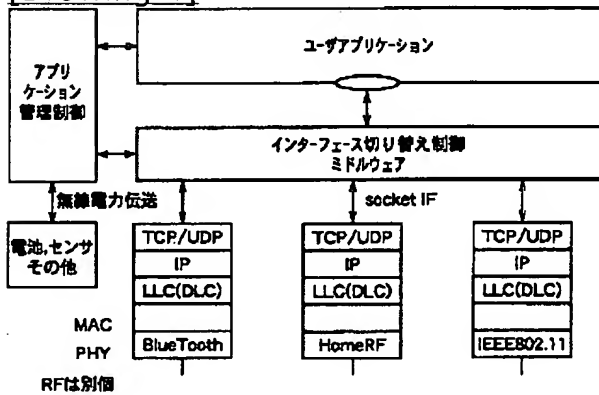 ユーザアプリケーション
アプリ
ケーション
管理制御
インターフェース切り替え制御
ミドルウェア
無線電力伝送
socket IF
電池,センサ
その他
TCP/UDP
IP
LLC(DLC)
BlueTooth
TCP/UDP
IP
LLC(DLC)
HomeRF
TCP/UDP
IP
LLC(DLC)
IEEE802.11
MAC
PHY
RFは別個